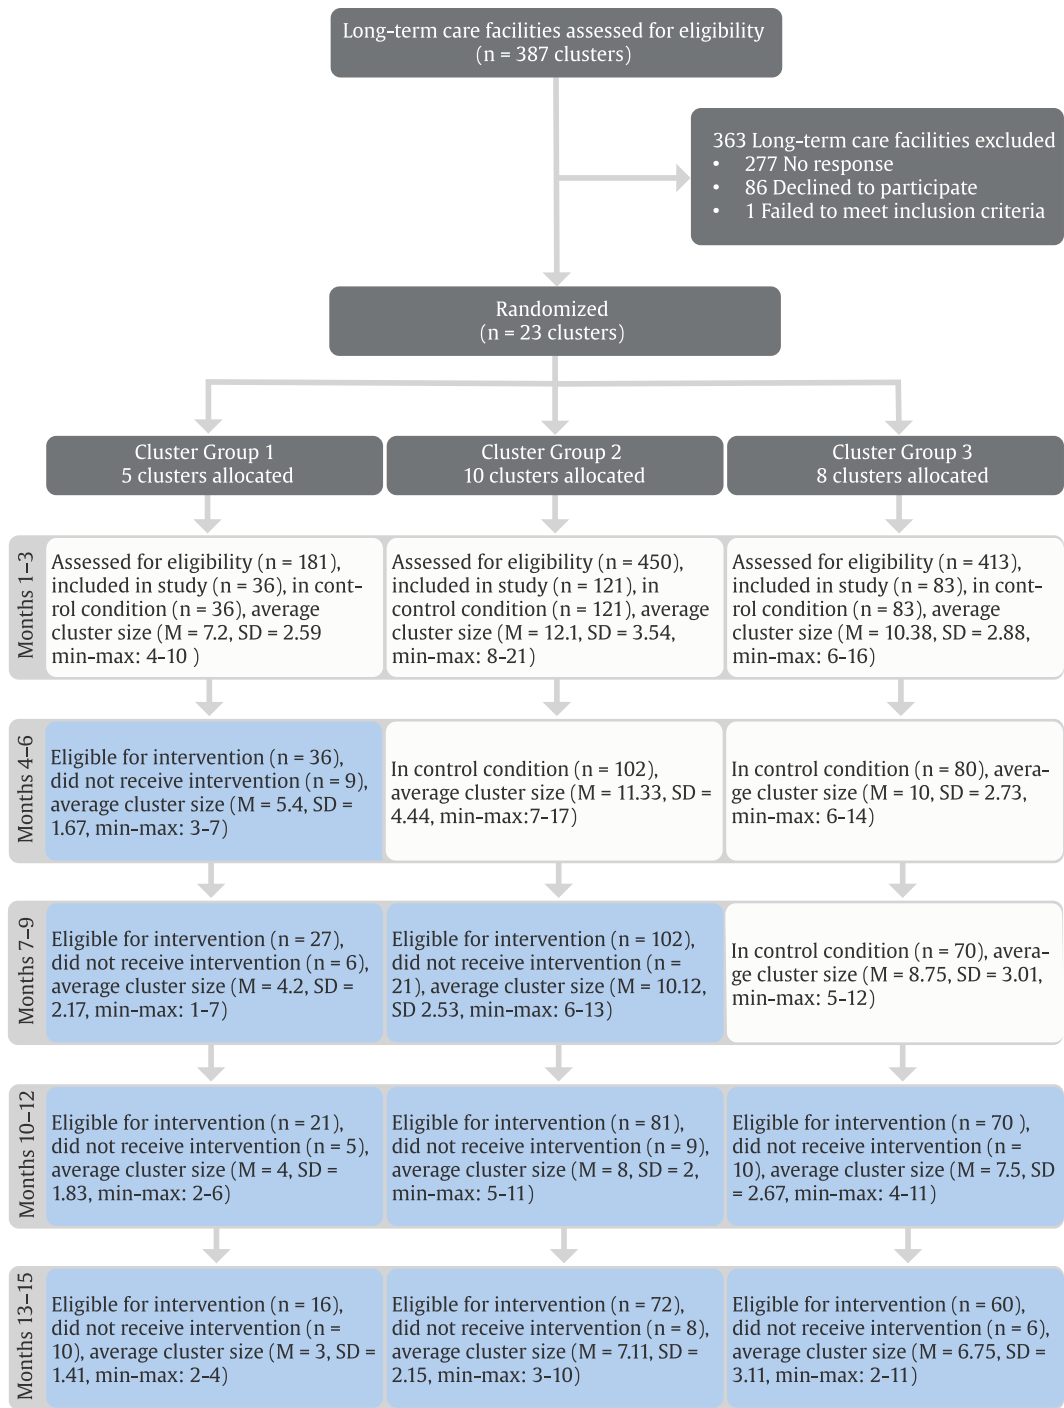 Long-term care facilities assessed for eligibility
(n = 387 clusters)
363 Long-term care facilities excluded
• 277 No response
• 86 Declined to participate
• 1 Failed to meet inclusion criteria
Randomized
(n = 23 clusters)
Cluster Group 1
5 clusters allocated
Cluster Group 2
10 clusters allocated
Cluster Group 3
8 clusters allocated
Months 1–3
Assessed for eligibility (n = 181),
included in study (n = 36), in cont-
rol condition (n = 36), average
cluster size (M = 7.2, SD = 2.59
min-max: 4-10 )
Assessed for eligibility (n = 450),
included in study (n = 121), in
control condition (n = 121), average
cluster size (M = 12.1, SD = 3.54,
min-max: 8-21)
Assessed for eligibility (n = 413),
included in study (n = 83), in cont-
rol condition (n = 83), average
cluster size (M = 10.38, SD = 2.88,
min-max: 6-16)
Months 4–6
Eligible for intervention (n = 36),
did not receive intervention (n = 9),
average cluster size (M = 5.4, SD =
1.67, min-max: 3-7)
In control condition (n = 102),
average cluster size (M = 11.33, SD =
4.44, min-max:7-17)
In control condition (n = 80), avera-
ge cluster size (M = 10, SD = 2.73,
min-max: 6-14)
Months 7–9
Eligible for intervention (n = 27),
did not receive intervention (n = 6),
average cluster size (M = 4.2, SD =
2.17, min-max: 1-7)
Eligible for intervention (n = 102),
did not receive intervention (n =
21), average cluster size (M = 10.12,
SD 2.53, min-max: 6-13)
In control condition (n = 70), avera-
ge cluster size (M = 8.75, SD = 3.01,
min-max: 5-12)
Months 10–12
Eligible for intervention (n = 21),
did not receive intervention (n = 5),
average cluster size (M = 4, SD =
1.83, min-max: 2-6)
Eligible for intervention (n = 81),
did not receive intervention (n = 9),
average cluster size (M = 8, SD = 2,
min-max: 5-11)
Eligible for intervention (n = 70 ),
did not receive intervention (n =
10), average cluster size (M = 7.5, SD
= 2.67, min-max: 4-11)
Months 13–15
Eligible for intervention (n = 16),
did not receive intervention (n =
10), average cluster size (M = 3, SD =
1.41, min-max: 2-4)
Eligible for intervention (n = 72),
did not receive intervention (n = 8),
average cluster size (M = 7.11, SD =
2.15, min-max: 3-10)
Eligible for intervention (n = 60),
did not receive intervention (n = 6),
average cluster size (M = 6.75, SD =
3.11, min-max: 2-11)